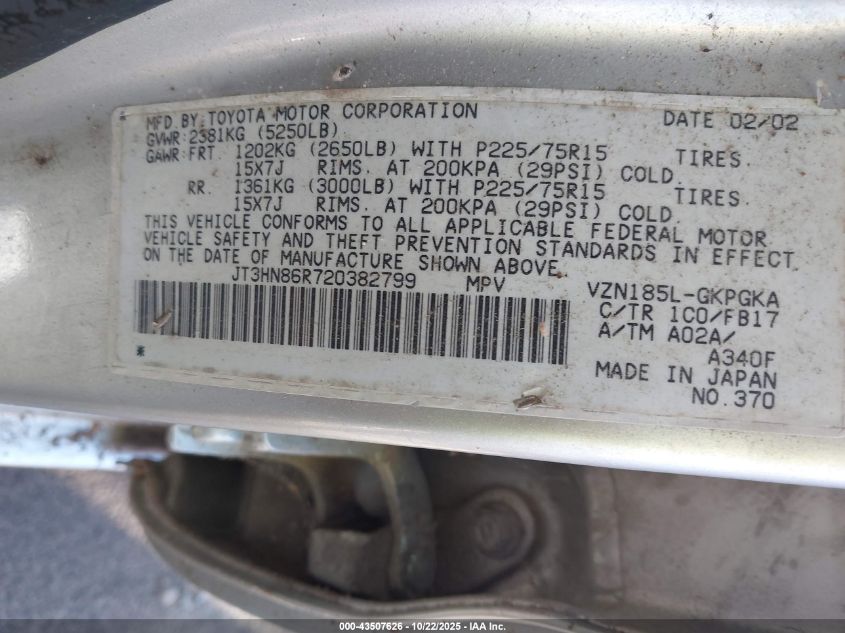 MFD BY: TOYOTA MOTOR CORPORATION DATE 02/02
GVWR: 2381KG (5250LB)
GAWR: FRT. 1202KG (2650LB) WITH P225/75R15 TIRES
15X7J RIMS. AT 200KPA (29PSI) COLD.
RR. 1361KG (3000LB) WITH P225/75R15 TIRES
15X7J RIMS. AT 200KPA (29PSI) COLD.
THIS VEHICLE CONFORMS TO ALL APPLICABLE FEDERAL MOTOR
VEHICLE SAFETY AND THEFT PREVENTION STANDARDS IN EFFECT
ON THE DATE OF MANUFACTURE SHOWN ABOVE.
JT3HN86R720382799 MPV VZN185L-GKPGKA
C/TR 1C0/FB17
A/TM A02A/
A340F
MADE IN JAPAN
NO. 370
000-43507626 - 10/22/2025 - IAA Inc.